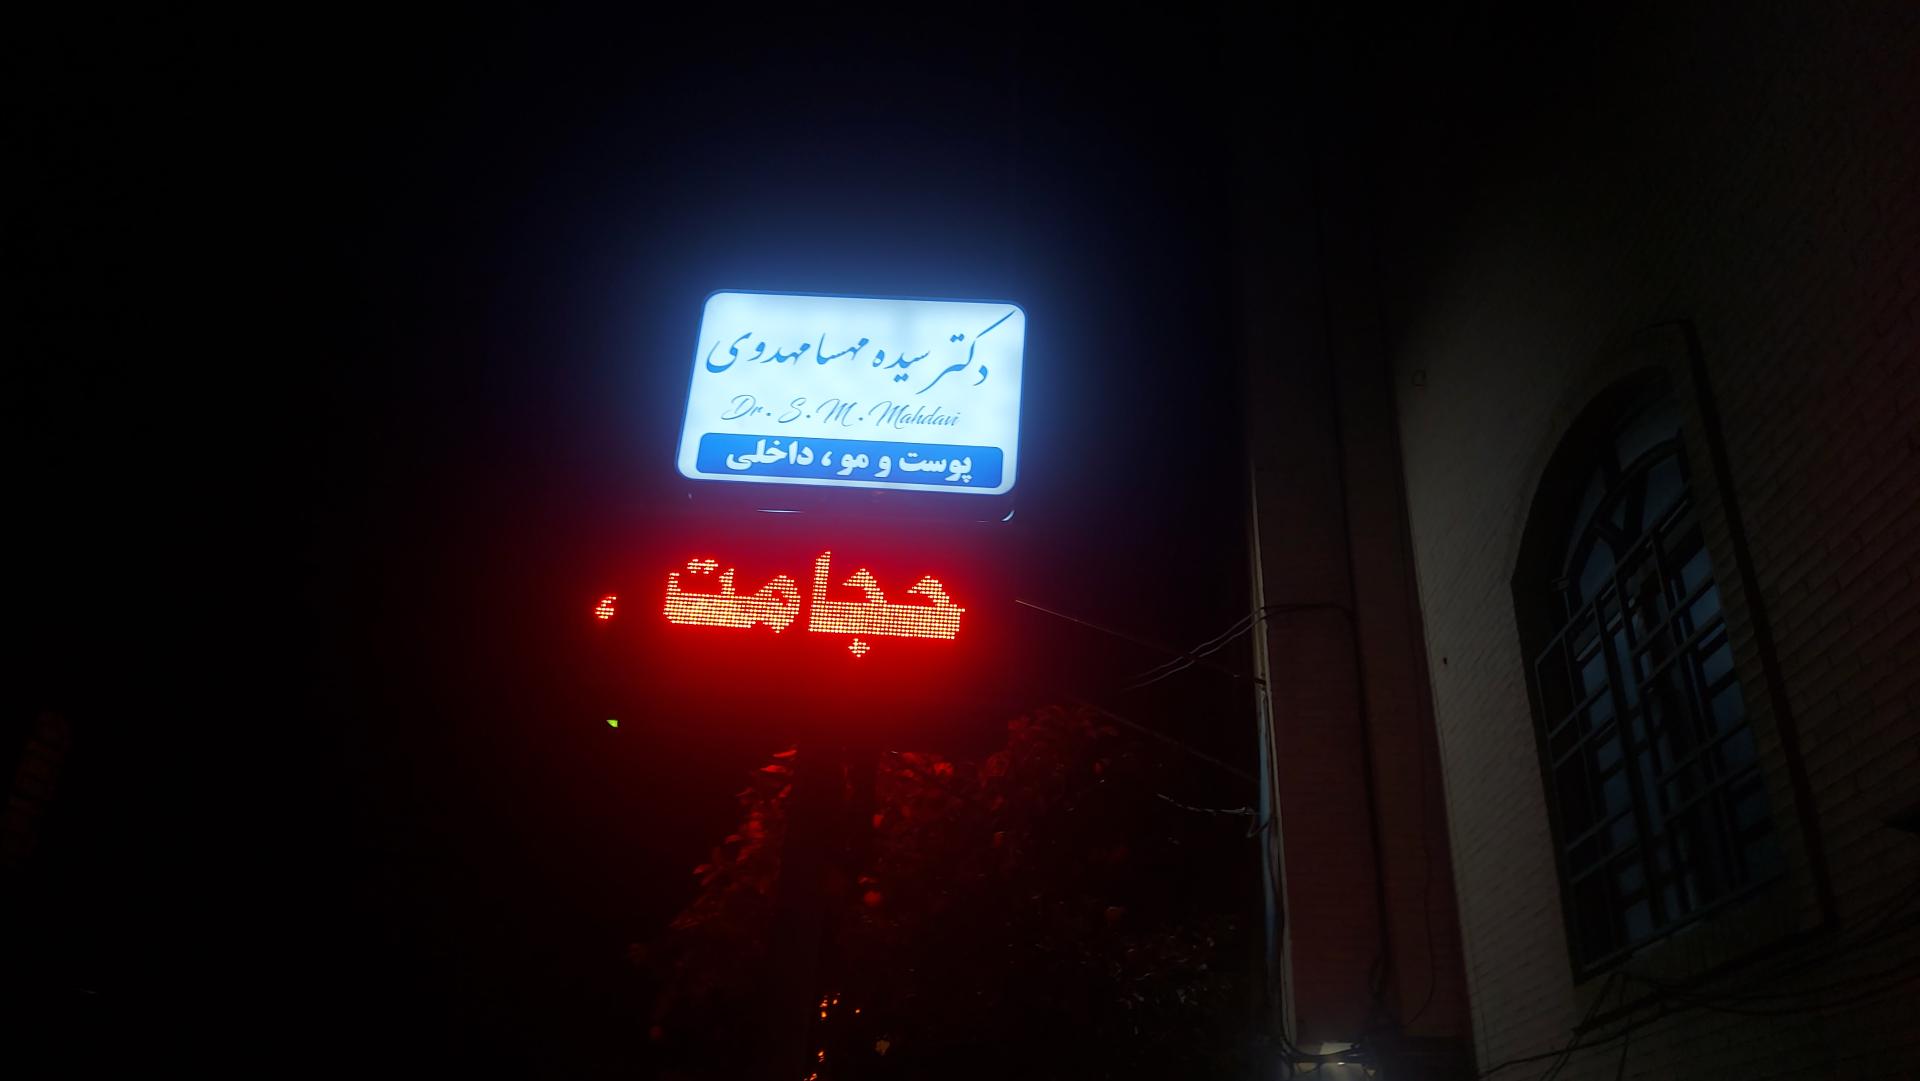 دکتر سیده مهسا مهدوی
Dr. S. M. Mahdavi
پوست و مو ، داخلی
حجامت ،